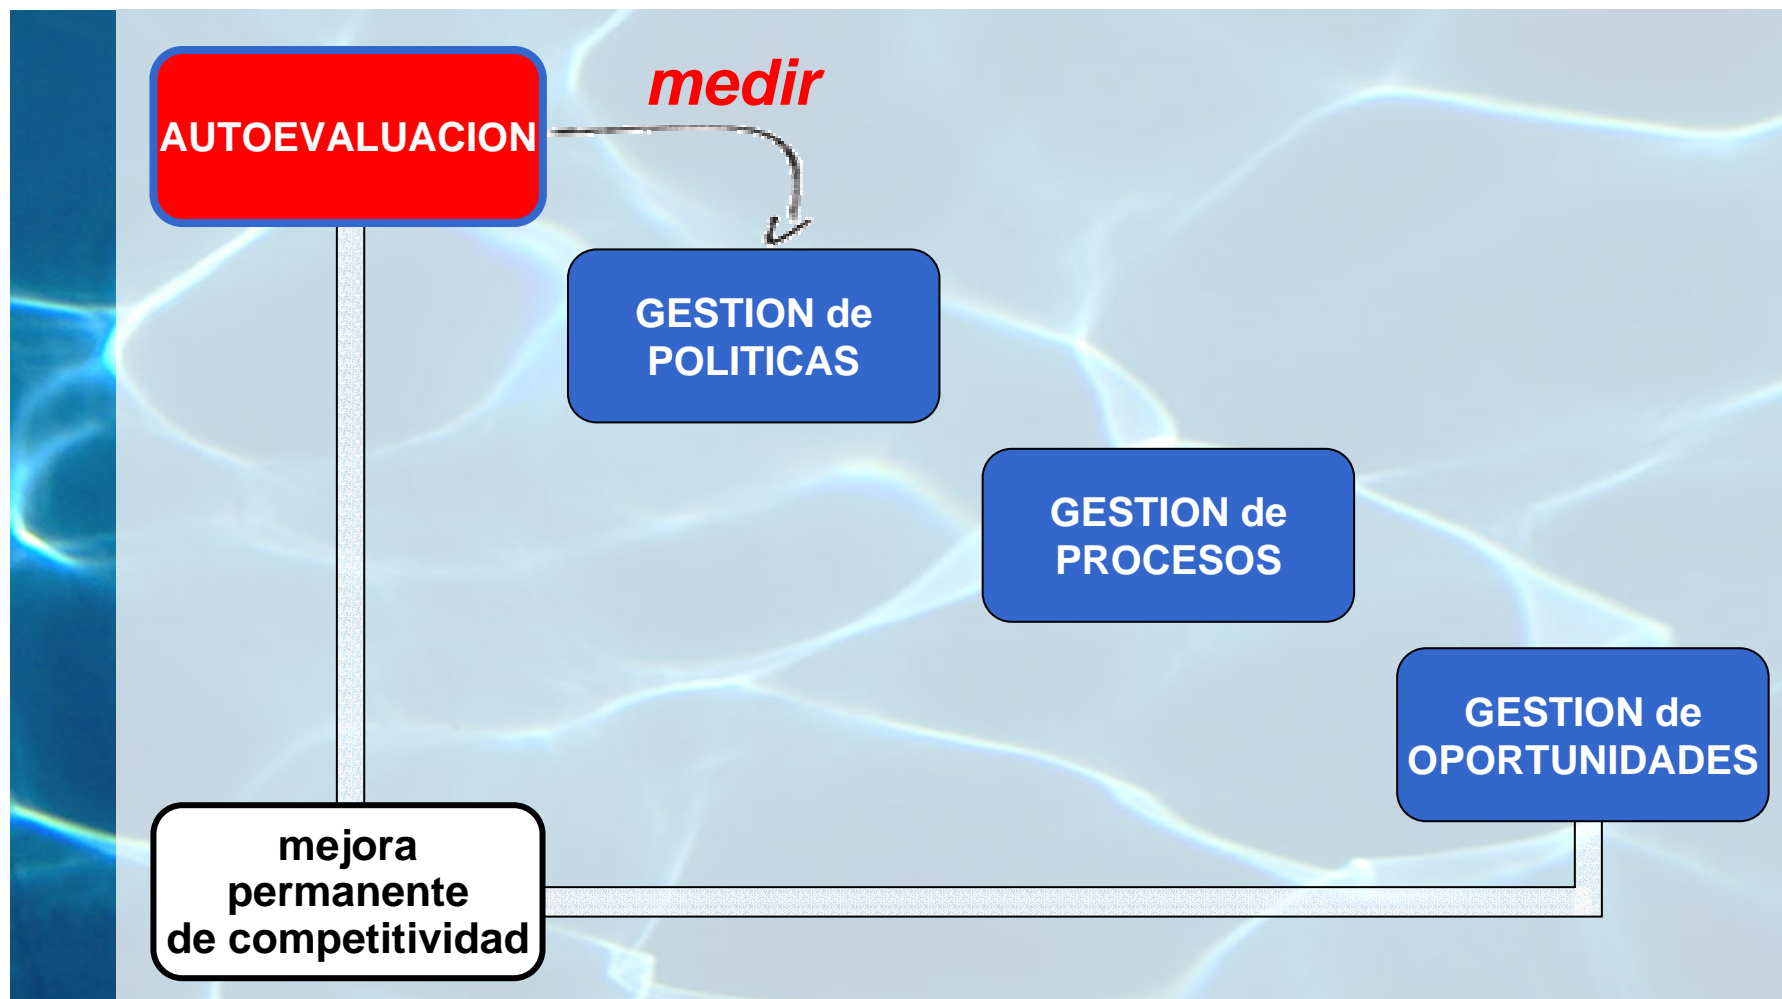 AUTOEVALUACION
medir
GESTION de
POLITICAS
GESTION de
PROCESOS
GESTION de
OPORTUNIDADES
mejora
permanente
de competitividad